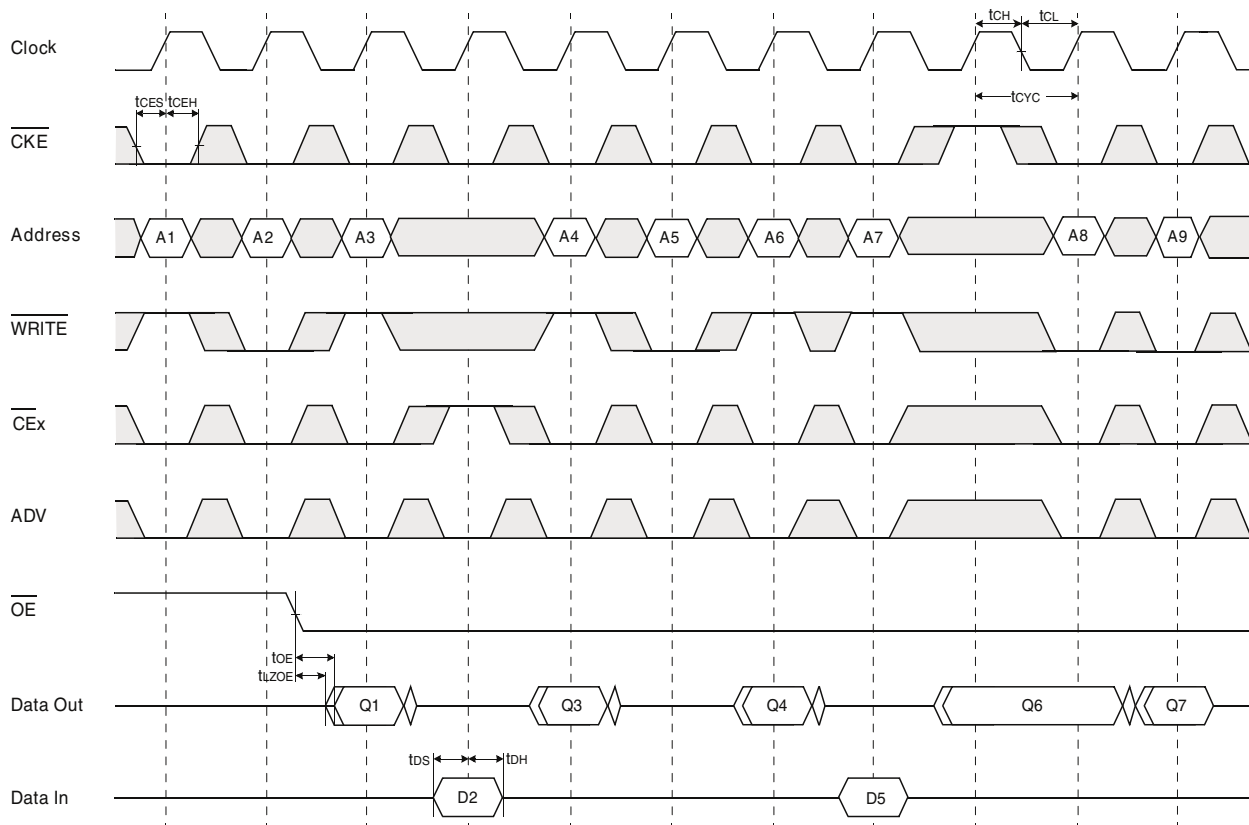 Clock tCH tCL
tCYC
tCES tCEH
CKE
Address A1 A2 A3 A4 A5 A6 A7 A8 A9
WRITE
CEx
ADV
OE
tOE
tLZOE
Data Out Q1 Q3 Q4 Q6 Q7
tDS tDH
Data In D2 D5